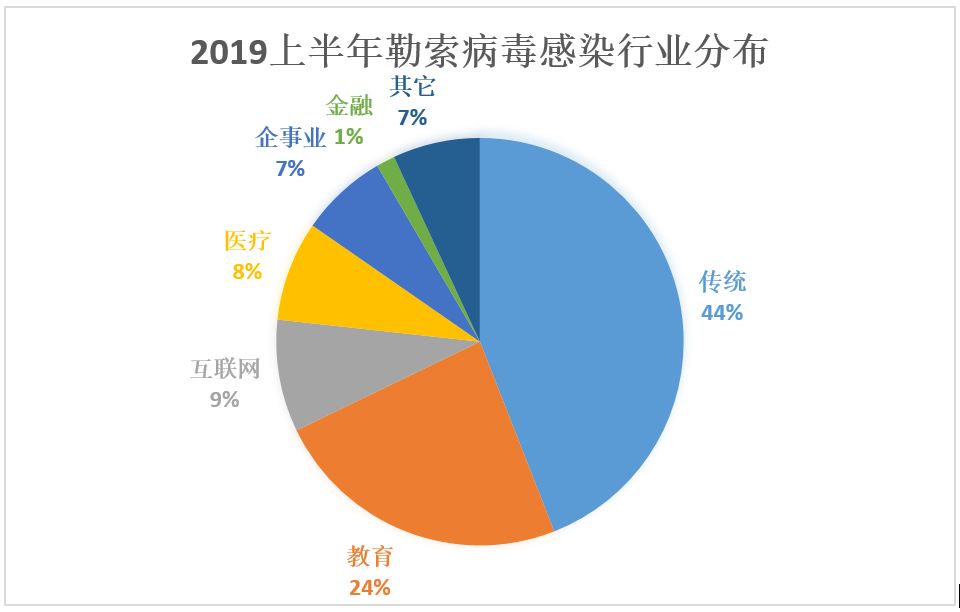 2019上半年勒索病毒感染行业分布
其它
7%
金融
1%
企事业
7%
医疗
8%
传统
44%
互联网
9%
教育
24%